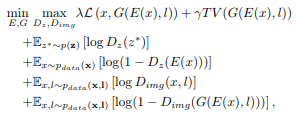 min E,G max D_z,D_img λL (x, G(E(x), l)) + γTV (G(E(x), l))
+E_{z*∼p(z)} [log D_z(z*)]
+E_{x∼p_data(x)} [log(1 − D_z(E(x)))]
+E_{x,l∼p_data(x,l)} [log D_img(x, l)]
+E_{x,l∼p_data(x,l)} [log(1 − D_img(G(E(x), l)))] ,